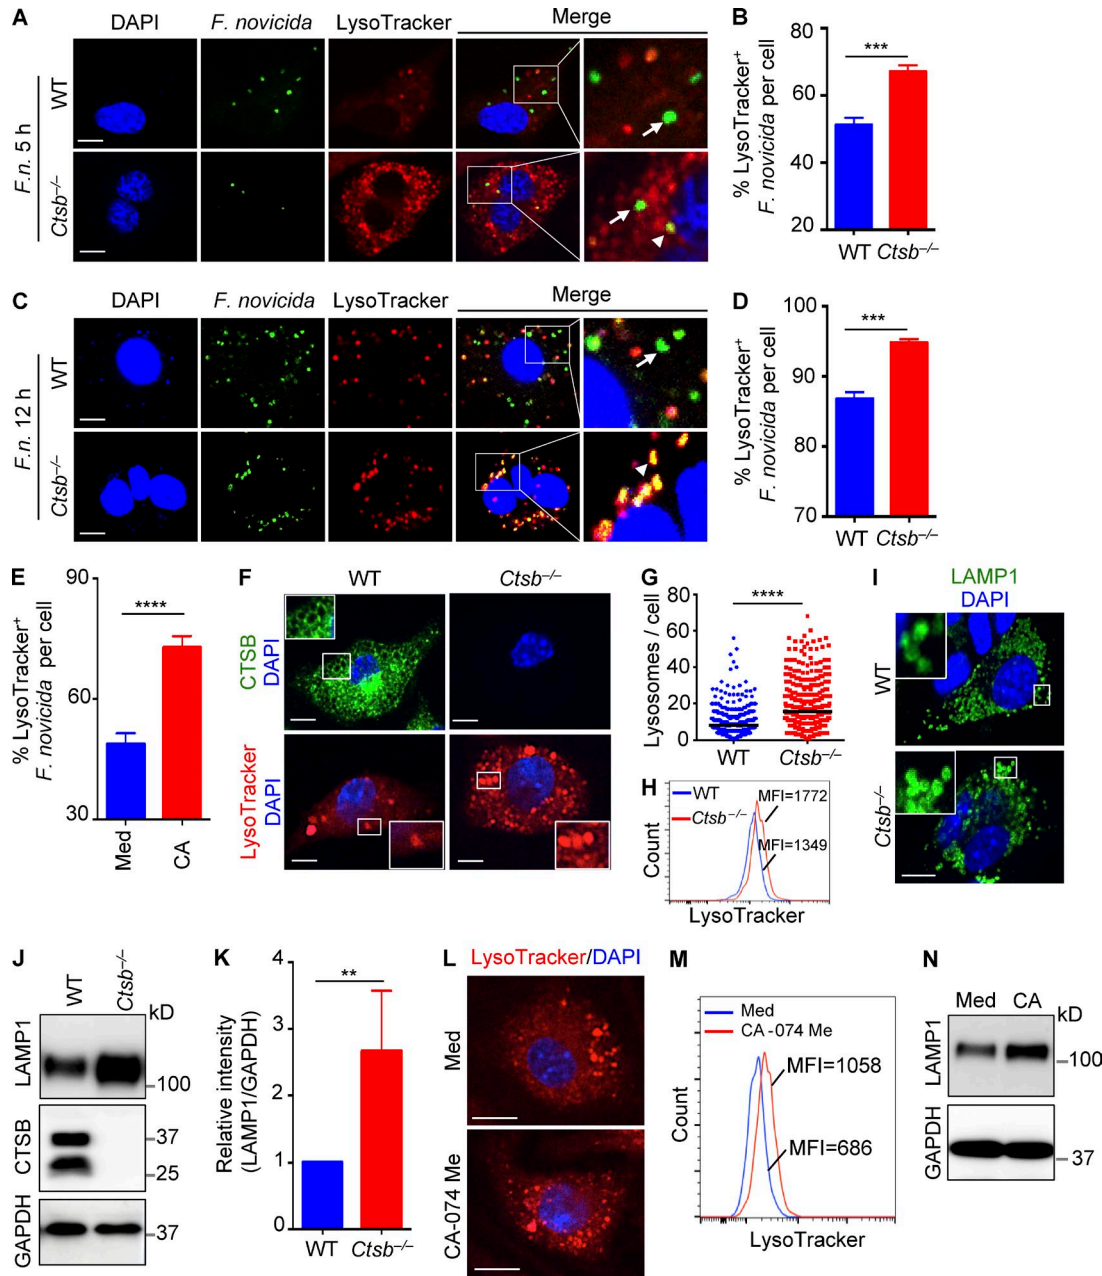 A
DAPI
F. novicida
LysoTracker
Merge
F.n. 5 h
WT
Ctsb–/–
B
% LysoTracker+
F. novicida per cell
80
60
40
20
***
WT
Ctsb–/–
C
DAPI
F. novicida
LysoTracker
Merge
F.n. 12 h
WT
Ctsb–/–
D
% LysoTracker+
F. novicida per cell
100
90
80
70
***
WT
Ctsb–/–
E
% LysoTracker+
F. novicida per cell
90
60
30
****
Med
CA
F
WT
Ctsb–/–
CTSB
DAPI
LysoTracker
DAPI
G
Lysosomes / cell
80
60
40
20
0
****
WT
Ctsb–/–
H
WT
Ctsb–/–
MFI=1772
MFI=1349
Count
LysoTracker
I
LAMP1
DAPI
WT
Ctsb–/–
J
WT
Ctsb–/–
kD
LAMP1
100
CTSB
37
25
GAPDH
37
K
Relative intensity
(LAMP1/GAPDH)
4
3
2
1
0
**
WT
Ctsb–/–
L
LysoTracker/DAPI
Med
CA-074 Me
M
Med
CA-074 Me
MFI=1058
MFI=686
Count
LysoTracker
N
Med
CA
kD
LAMP1
100
GAPDH
37